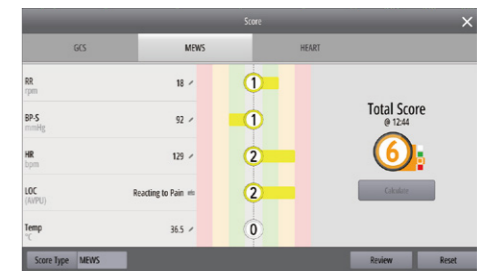 Score
GCS
MEWS
HEART
RR
rpm
18
1
BP-S
mmHg
92
1
HR
bpm
129
2
LOC
(AVPU)
Reacting to Pain
2
Temp
°C
36.5
0
Total Score
@ 12:44
6
Calculate
Score Type MEWS
Review
Reset